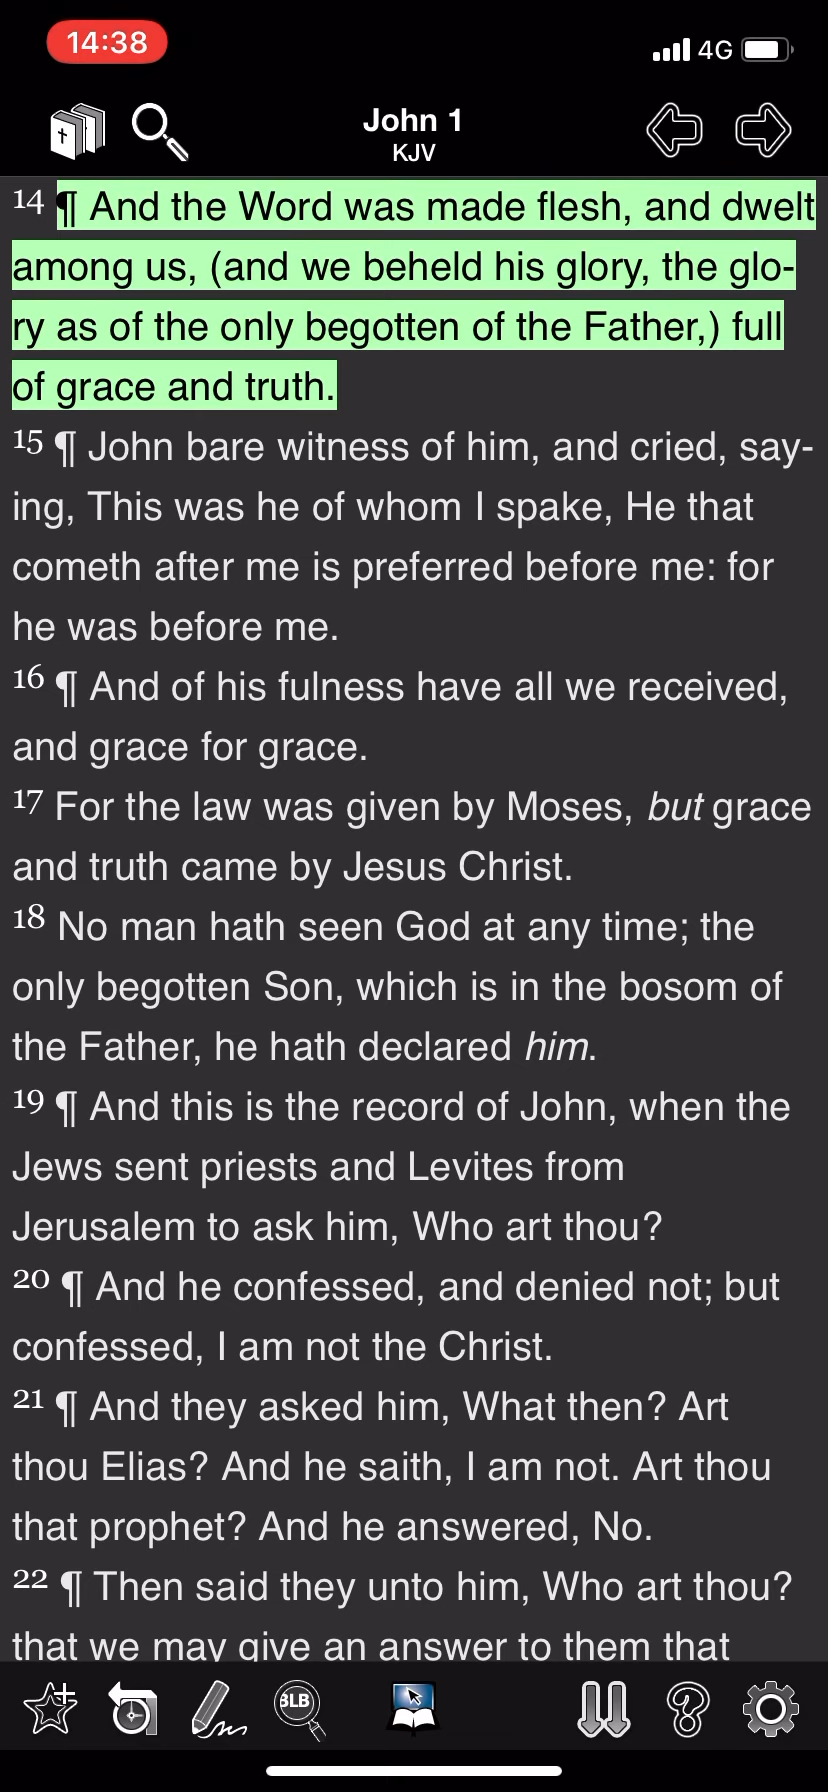 14:38
4G
John 1
KJV
14 ¶ And the Word was made flesh, and dwelt
among us, (and we beheld his glory, the glo-
ry as of the only begotten of the Father,) full
of grace and truth.
15 ¶ John bare witness of him, and cried, say-
ing, This was he of whom I spake, He that
cometh after me is preferred before me: for
he was before me.
16 ¶ And of his fulness have all we received,
and grace for grace.
17 For the law was given by Moses, but grace
and truth came by Jesus Christ.
18 No man hath seen God at any time; the
only begotten Son, which is in the bosom of
the Father, he hath declared him.
19 ¶ And this is the record of John, when the
Jews sent priests and Levites from
Jerusalem to ask him, Who art thou?
20 ¶ And he confessed, and denied not; but
confessed, I am not the Christ.
21 ¶ And they asked him, What then? Art
thou Elias? And he saith, I am not. Art thou
that prophet? And he answered, No.
22 ¶ Then said they unto him, Who art thou?
that we may give an answer to them that
BLB